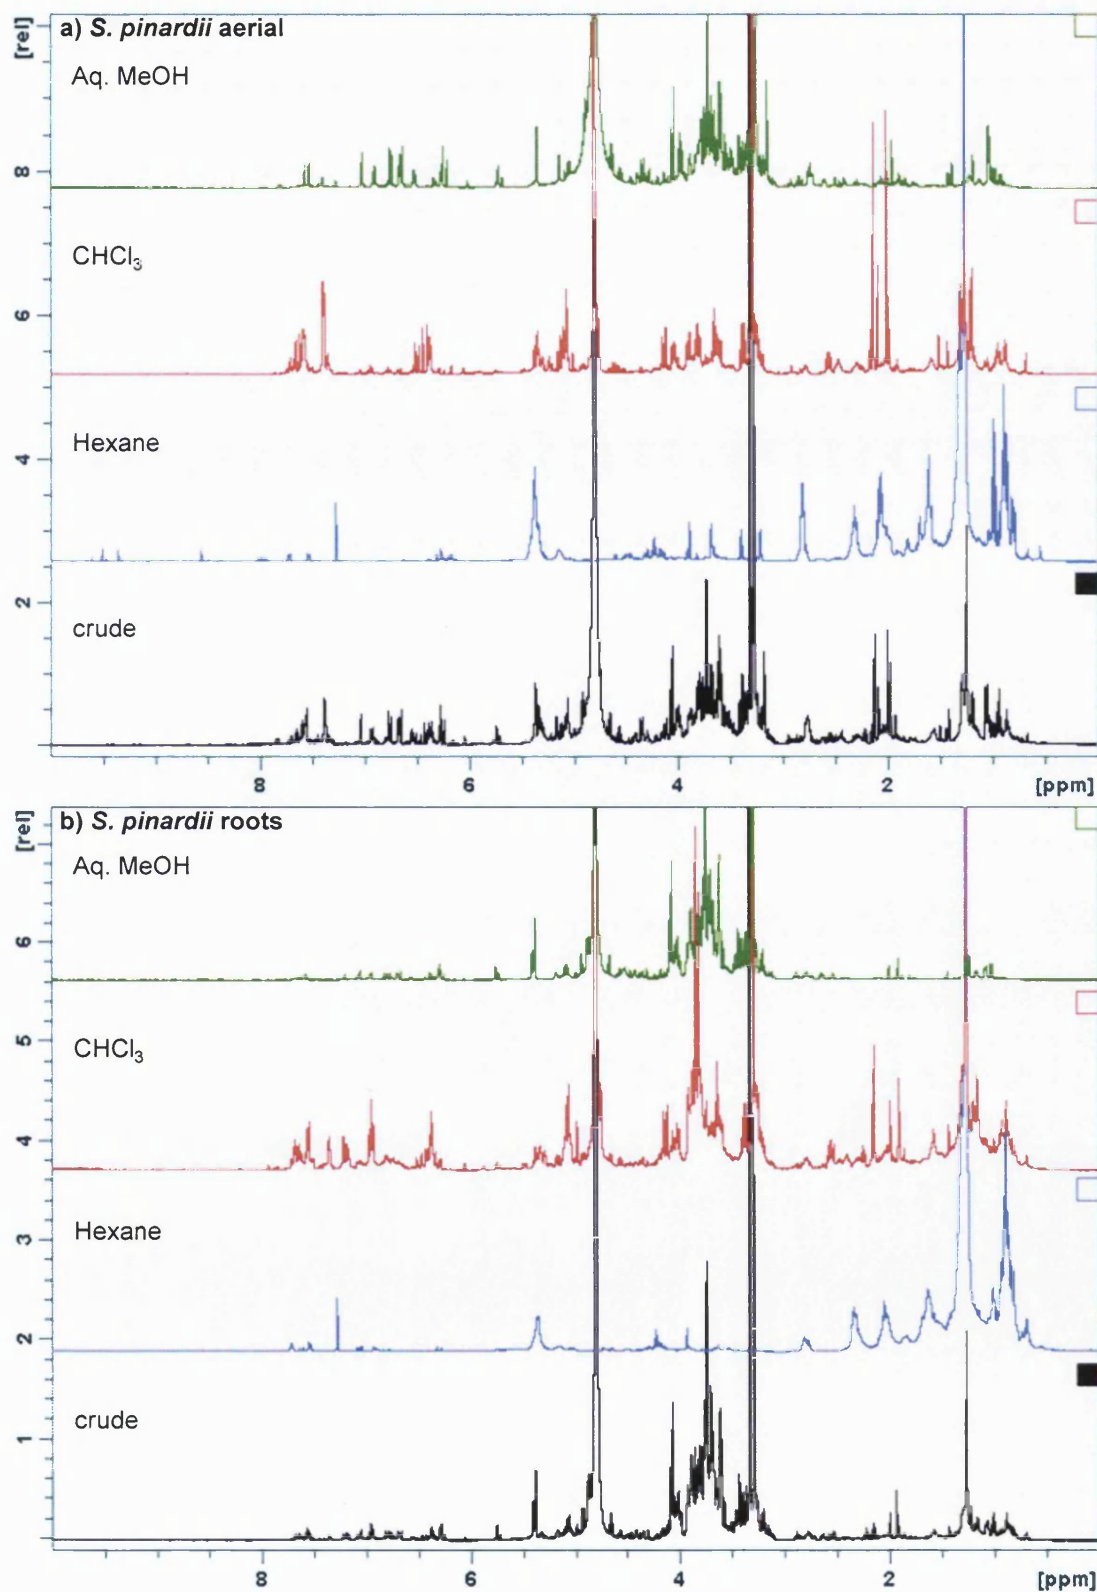 a) S. pinardii aerial
[rel]
Aq. MeOH
8
CHCl₃
6
Hexane
4
crude
2
8 6 4 2 [ppm]
b) S. pinardii roots
[rel]
Aq. MeOH
6
CHCl₃
5
4
Hexane
3
2
crude
1
8 6 4 2 [ppm]